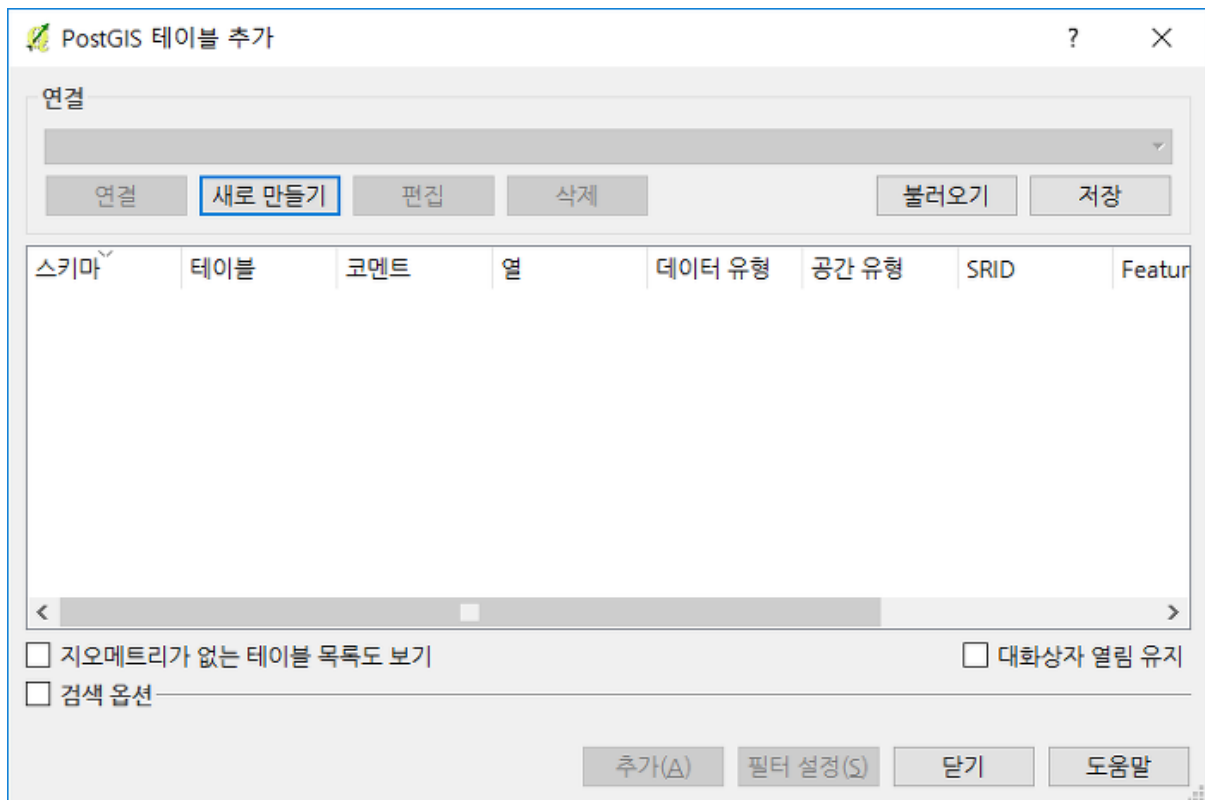 PostGIS 테이블 추가 ?
연결
연결 새로 만들기 편집 삭제 불러오기 저장
스키마 테이블 코멘트 열 데이터 유형 공간 유형 SRID Featur
지오메트리가 없는 테이블 목록도 보기 대화상자 열림 유지
검색 옵션
추가(A) 필터 설정(S) 닫기 도움말